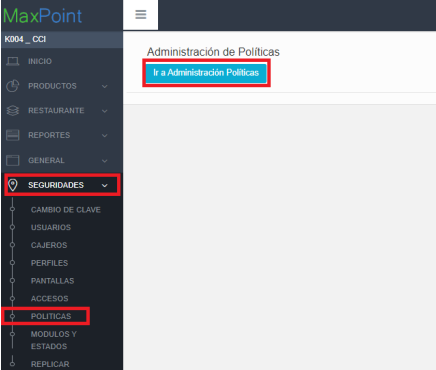 MaxPoint
K004 _ CCI
INICIO
PRODUCTOS
RESTAURANTE
REPORTES
GENERAL
SEGURIDADES
CAMBIO DE CLAVE
USUARIOS
CAJEROS
PERFILES
PANTALLAS
ACCESOS
POLITICAS
MODULOS Y
ESTADOS
REPLICAR
Administración de Políticas
Ir a Administración Políticas